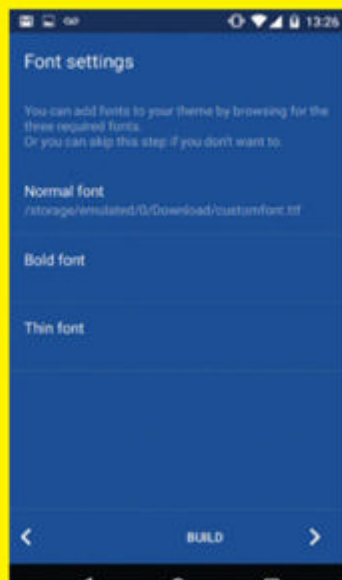 13:26
Font settings
You can add fonts to your theme by browsing for the
three required fonts.
Or you can skip this step if you don't want to.
Normal font
/storage/emulated/0/Download/customfont.ttf
Bold font
Thin font
BUILD